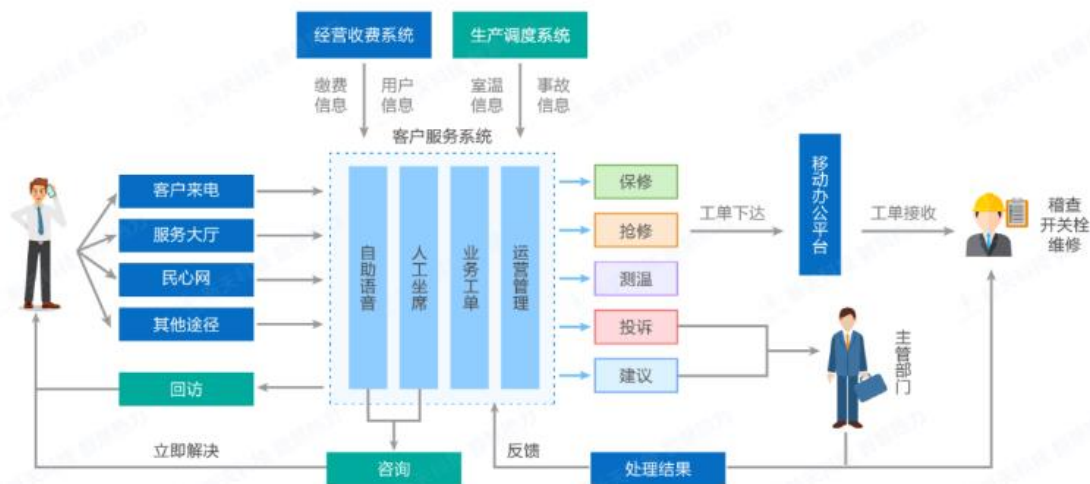 经营收费系统
生产调度系统
缴费
信息
用户
信息
室温
信息
事故
信息
客户服务系统
客户来电
服务大厅
民心网
其他途径
回访
自助语音
人工坐席
业务工单
运营管理
保修
抢修
测温
投诉
建议
工单下达
移动办公平台
工单接收
稽查
开关栓
维修
主管部门
立即解决
咨询
反馈
处理结果